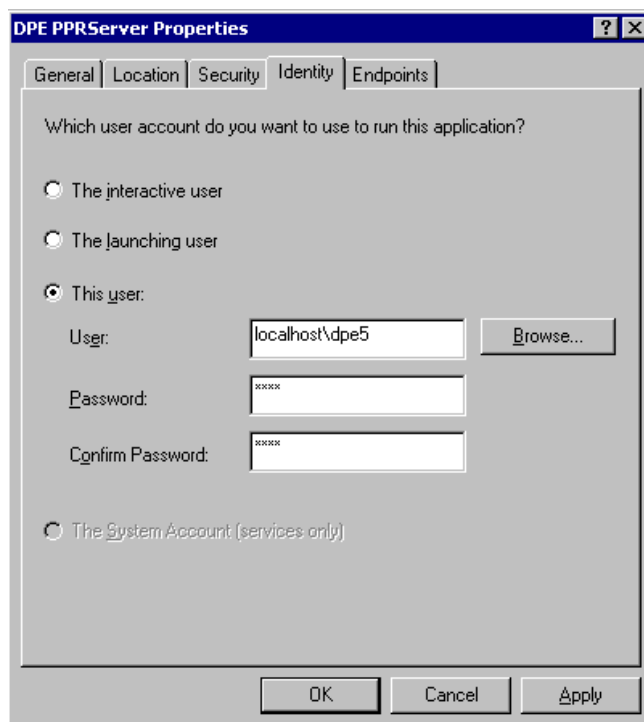 DPE PPRServer Properties
General Location Security Identity Endpoints
Which user account do you want to use to run this application?
The interactive user
The launching user
This user:
User: localhost\dpe5 Browse...
Password: xxxx
Confirm Password: xxxx
The System Account (services only)
OK Cancel Apply